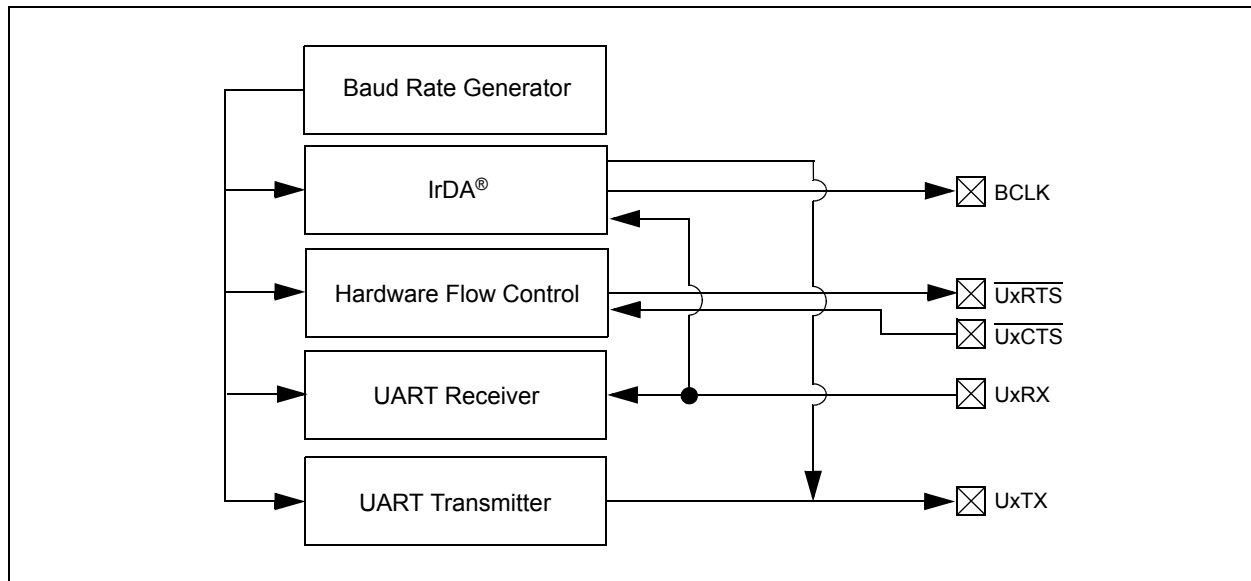 Baud Rate Generator
IrDA®
BCLK
Hardware Flow Control
UxRTS
UxCTS
UART Receiver
UxRX
UART Transmitter
UxTX